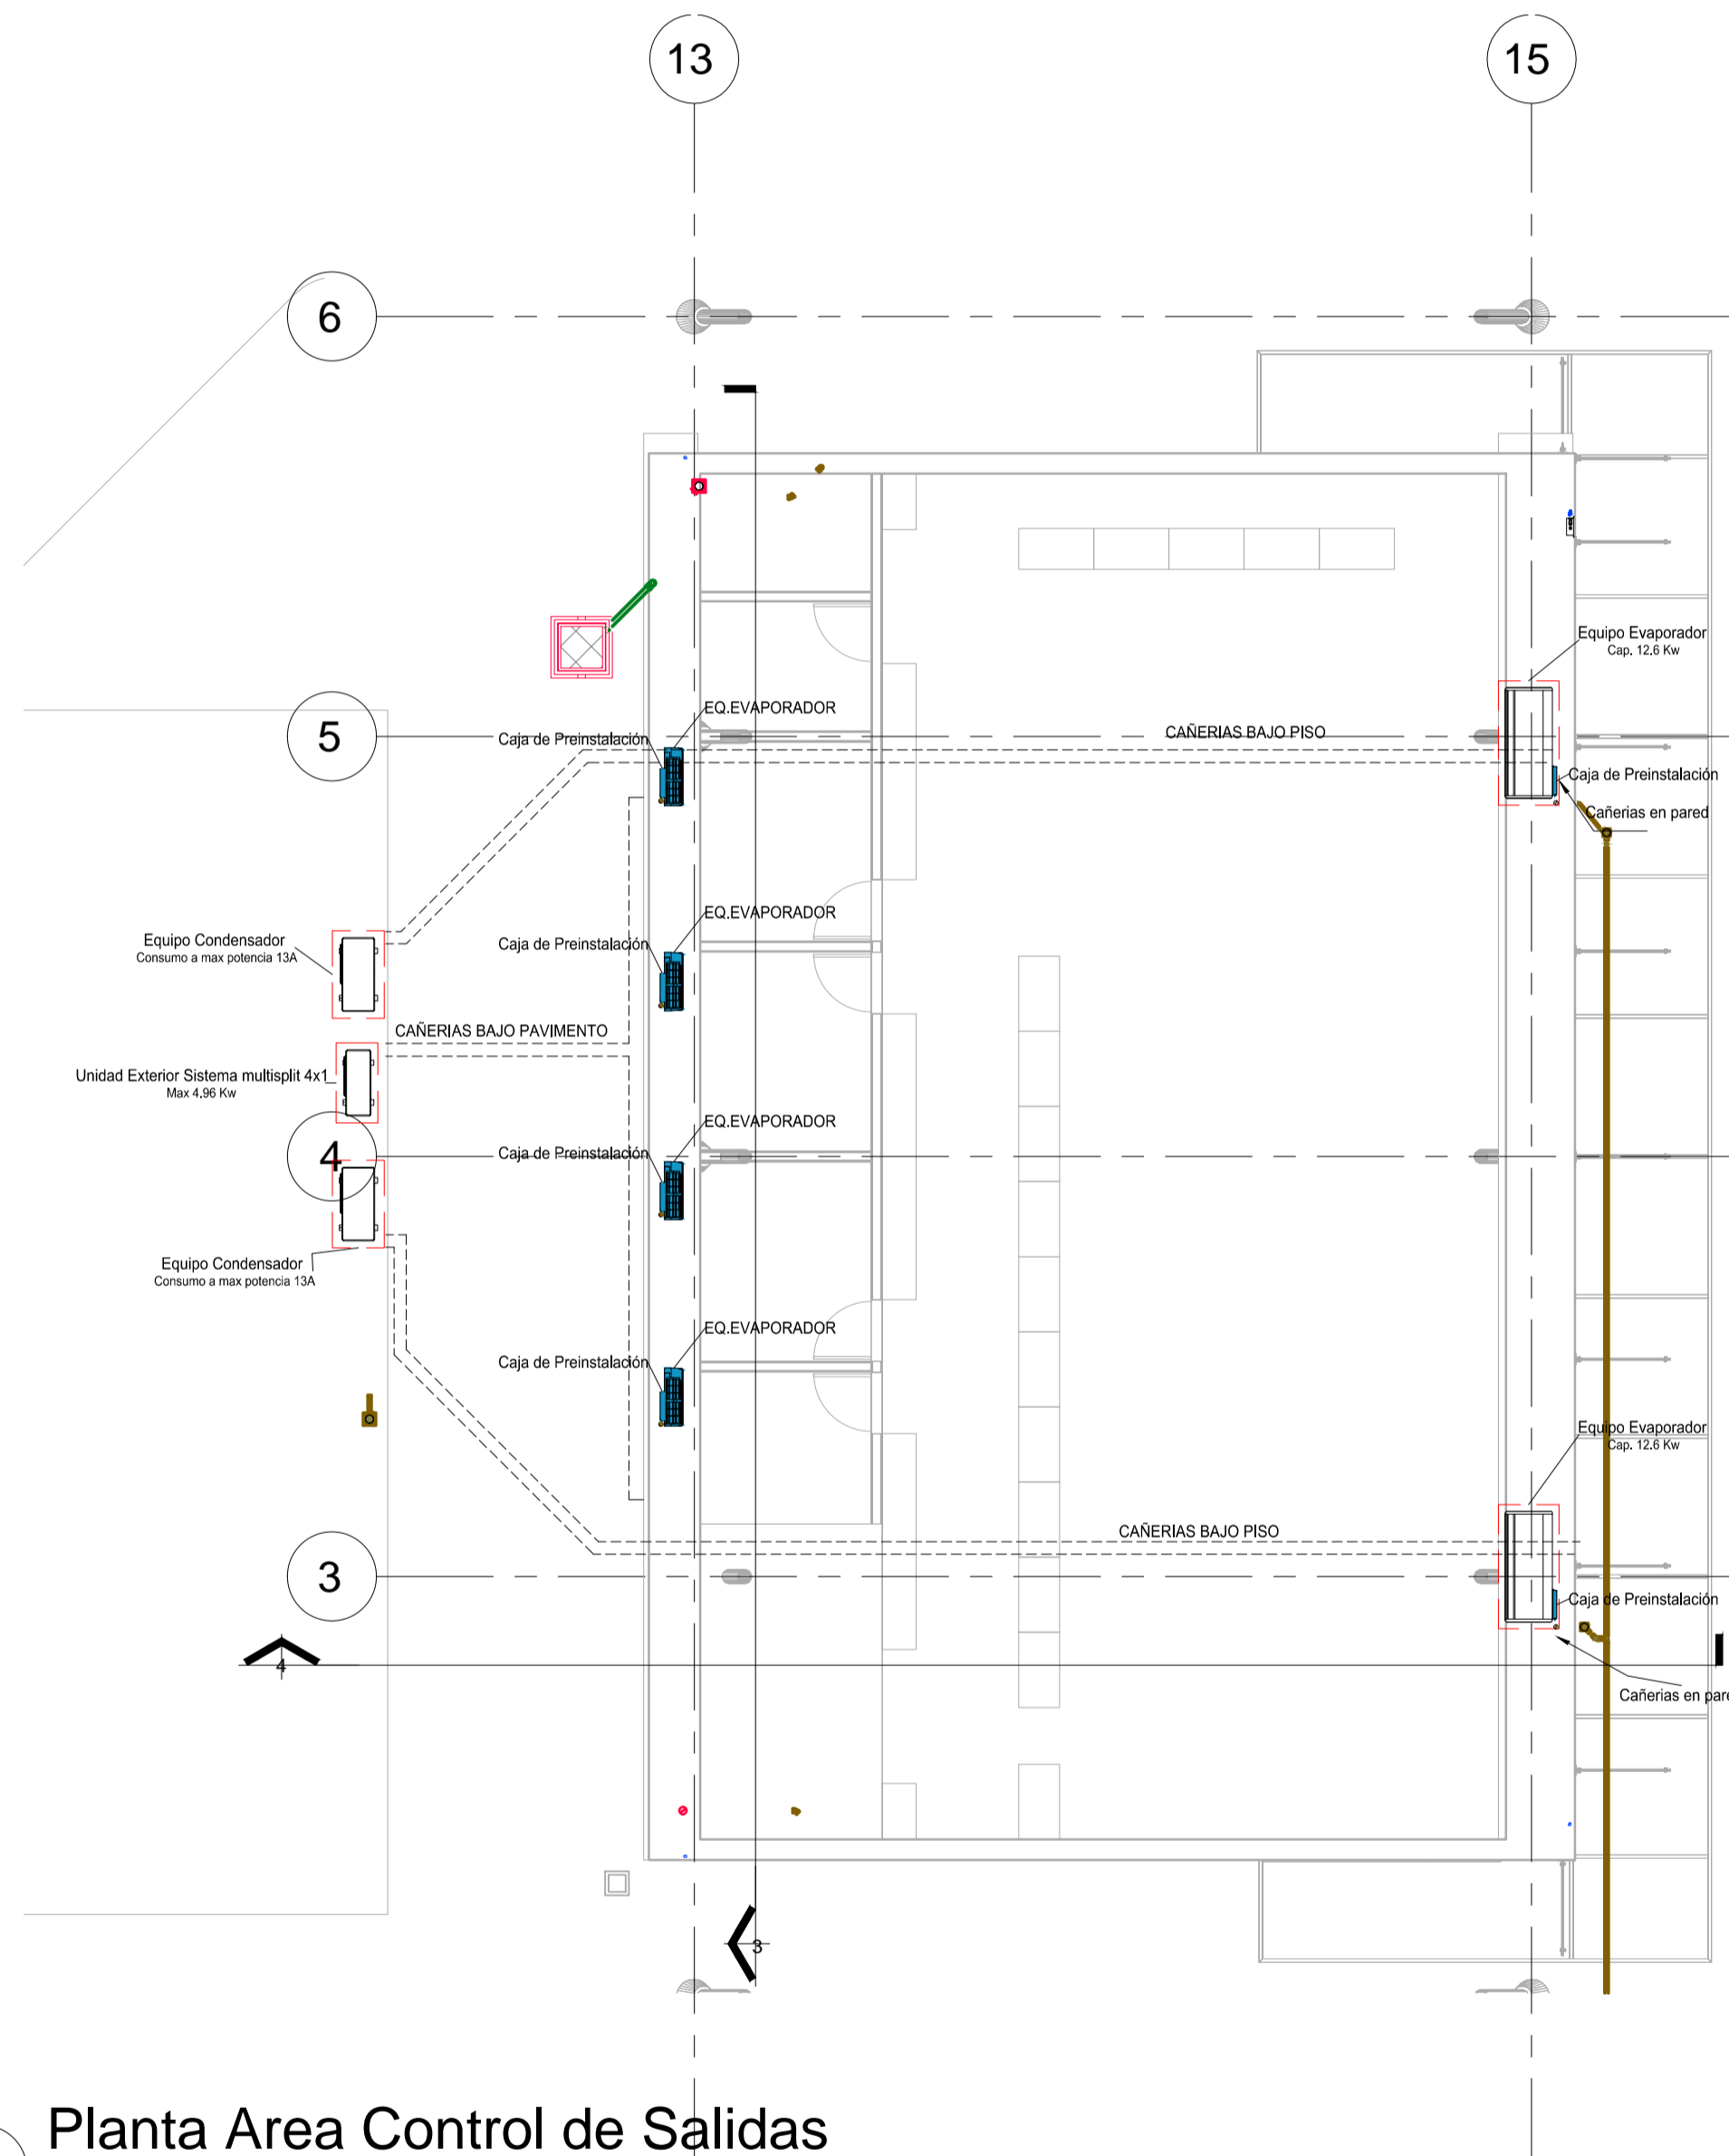 13
15
6
Equipo Evaporador
Cap. 12.6 Kw
EQ.EVAPORADOR
5
Caja de Preinstalación
CAÑERIAS BAJO PISO
Caja de Preinstalación
Cañerias en pared
EQ.EVAPORADOR
Equipo Condensador
Consumo a max potencia 13A
Caja de Preinstalación
CAÑERIAS BAJO PAVIMENTO
Unidad Exterior Sistema multisplit 4x1
Max 4.96 Kw
EQ.EVAPORADOR
4
Caja de Preinstalación
Equipo Condensador
Consumo a max potencia 13A
EQ.EVAPORADOR
Caja de Preinstalación
Equipo Evaporador
Cap. 12.6 Kw
CAÑERIAS BAJO PISO
3
Caja de Preinstalación
4
Cañerias en pare
3
Planta Area Control de Salidas